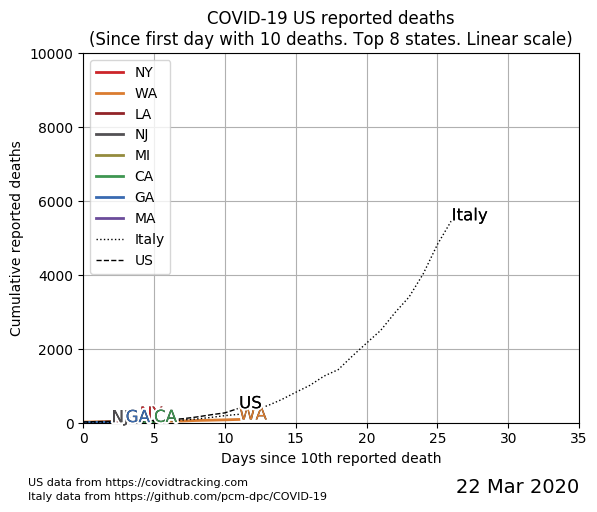 COVID-19 US reported deaths
(Since first day with 10 deaths. Top 8 states. Linear scale)
10000
8000
6000
4000
2000
0
Cumulative reported deaths
NY
WA
LA
NJ
MI
CA
GA
MA
Italy
US
Italy
US
WA
GA
CA
0
5
10
15
20
25
30
35
Days since 10th reported death
US data from https://covidtracking.com
Italy data from https://github.com/pcm-dpc/COVID-19
22 Mar 2020